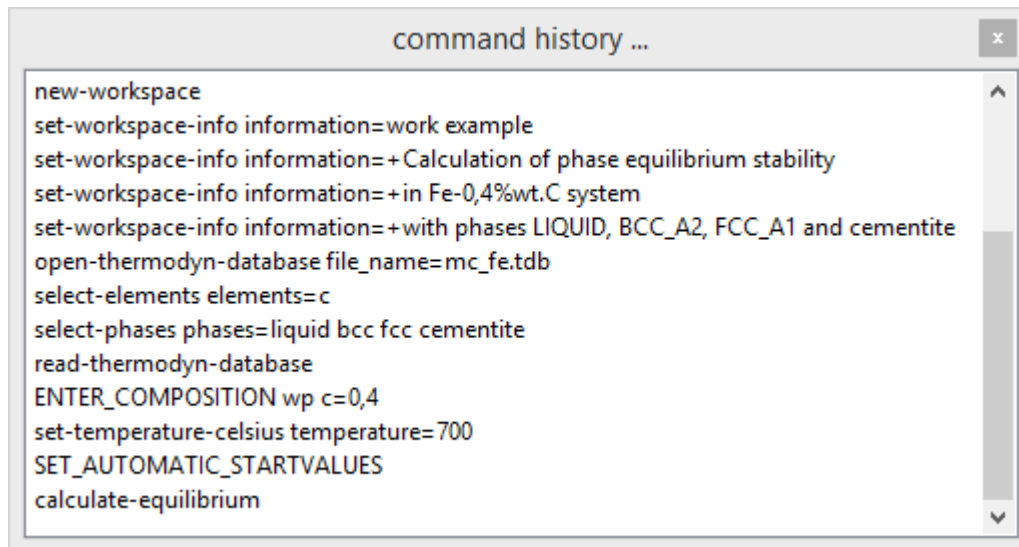 command history ...
x
new-workspace
set-workspace-info information=work example
set-workspace-info information=+Calculation of phase equilibrium stability
set-workspace-info information=+in Fe-0,4%wt.C system
set-workspace-info information=+with phases LIQUID, BCC_A2, FCC_A1 and cementite
open-thermodyn-database file_name=mc_fe.tdb
select-elements elements=c
select-phases phases=liquid bcc fcc cementite
read-thermodyn-database
ENTER_COMPOSITION wp c=0,4
set-temperature-celsius temperature=700
SET_AUTOMATIC_STARTVALUES
calculate-equilibrium